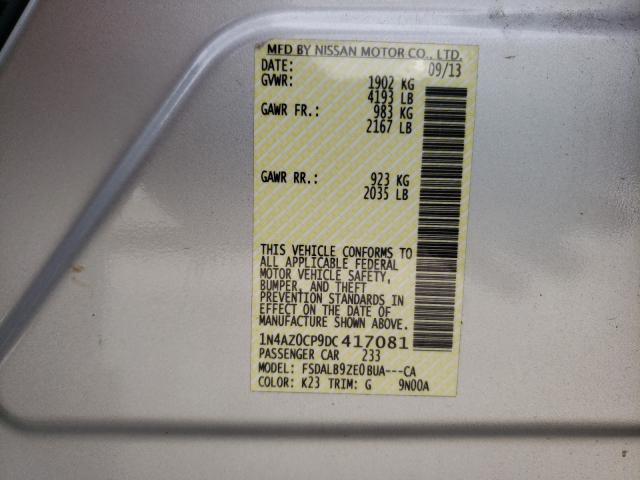 MFD BY NISSAN MOTOR CO., LTD.
DATE: 09/13
GVWR: 1902 KG
4193 LB
GAWR FR.: 983 KG
2167 LB
GAWR RR.: 923 KG
2035 LB
THIS VEHICLE CONFORMS TO
ALL APPLICABLE FEDERAL
MOTOR VEHICLE SAFETY,
BUMPER, AND THEFT
PREVENTION STANDARDS IN
EFFECT ON THE DATE OF
MANUFACTURE SHOWN ABOVE.
1N4AZ0CP9DC417081
PASSENGER CAR 233
MODEL: FSDALB9ZE0BUA---CA
COLOR: K23 TRIM: G 9N00A